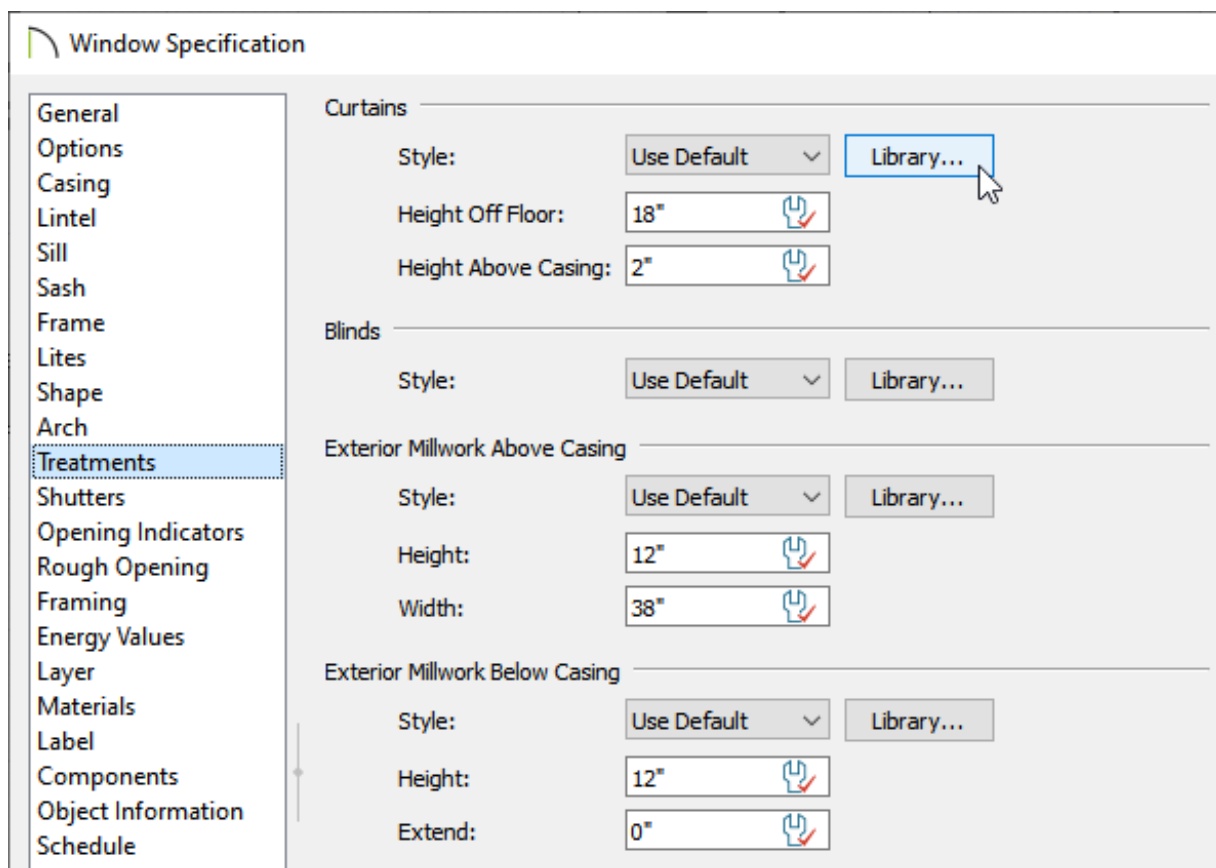 Window Specification
General
Options
Casing
Lintel
Sill
Sash
Frame
Lites
Shape
Arch
Treatments
Shutters
Opening Indicators
Rough Opening
Framing
Energy Values
Layer
Materials
Label
Components
Object Information
Schedule
Curtains
Style: Use Default Library...
Height Off Floor: 18"
Height Above Casing: 2"
Blinds
Style: Use Default Library...
Exterior Millwork Above Casing
Style: Use Default Library...
Height: 12"
Width: 38"
Exterior Millwork Below Casing
Style: Use Default Library...
Height: 12"
Extend: 0"